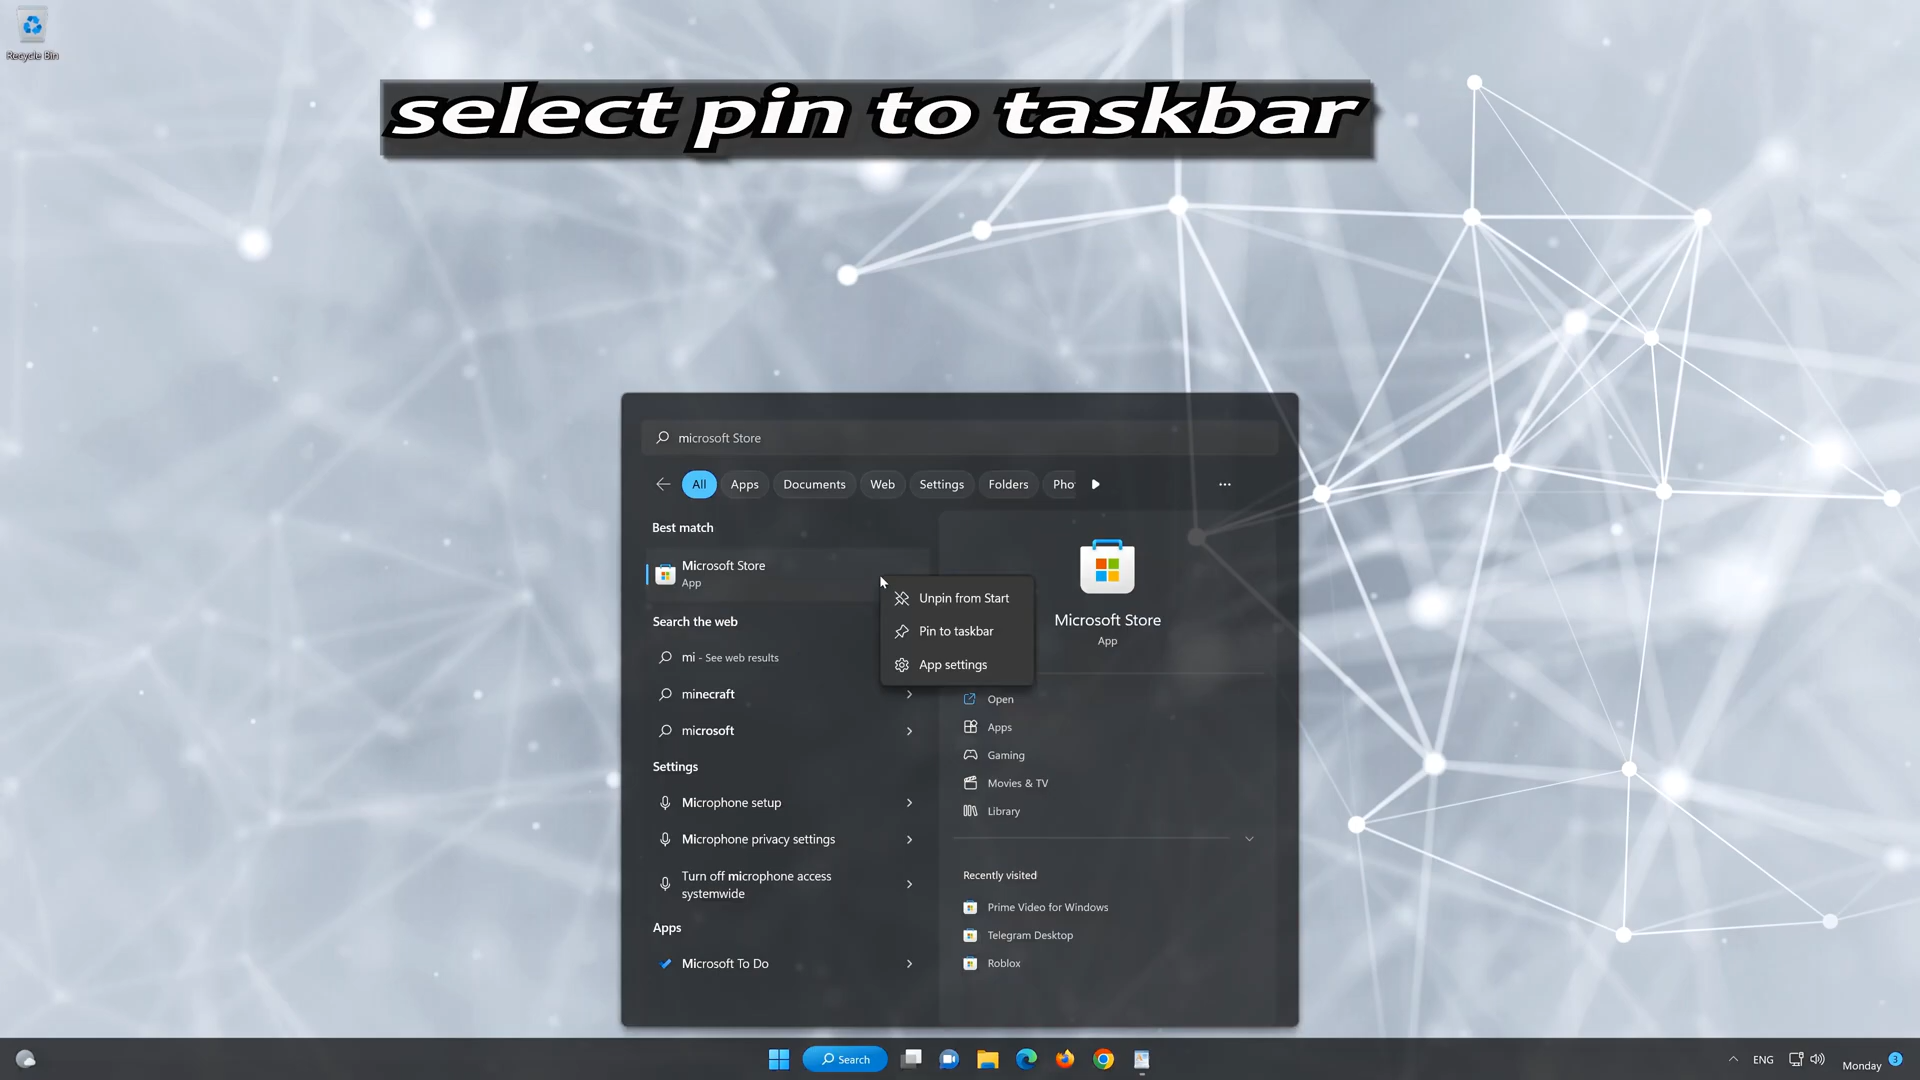 Recycle Bin
select pin to taskbar
microsoft Store
All Apps Documents Web Settings Folders Pho
Best match
Microsoft Store
App
Unpin from Start
Pin to taskbar
App settings
Search the web
mi - See web results
minecraft
microsoft
Settings
Microphone setup
Microphone privacy settings
Turn off microphone access
systemwide
Apps
Microsoft To Do
Microsoft Store
App
Open
Apps
Gaming
Movies & TV
Library
Recently visited
Prime Video for Windows
Telegram Desktop
Roblox
Search
ENG
Monday 3